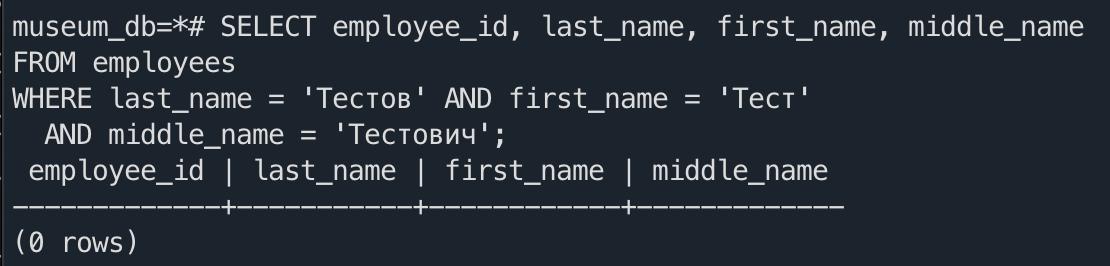 museum_db=*# SELECT employee_id, last_name, first_name, middle_name
FROM employees
WHERE last_name = 'Тестов' AND first_name = 'Тест'
  AND middle_name = 'Тестович';
 employee_id | last_name | first_name | middle_name
-------------+-----------+------------+-------------
(0 rows)